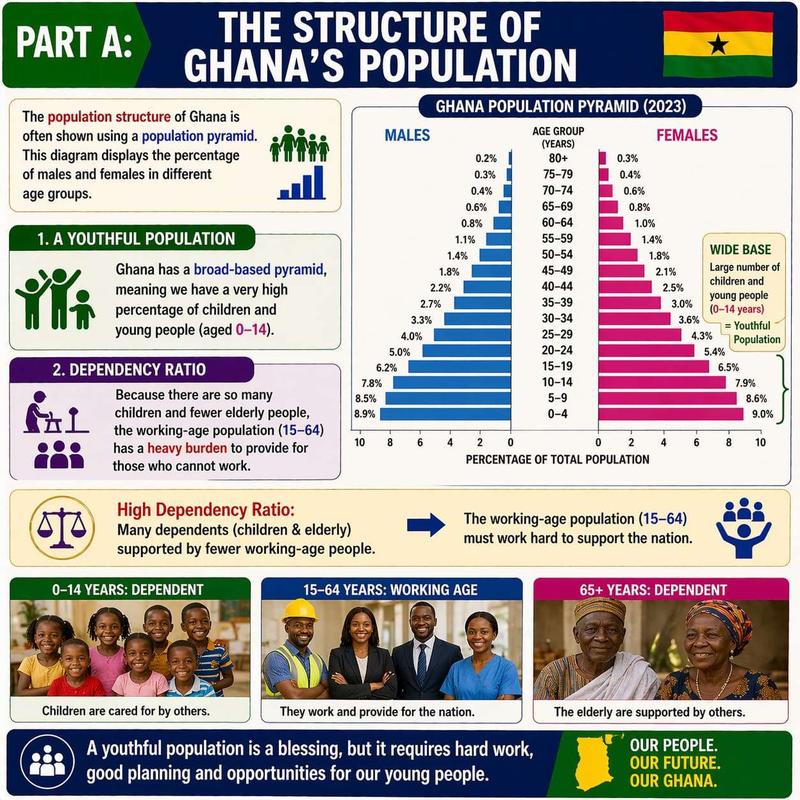 PART A:
THE STRUCTURE OF
GHANA'S POPULATION
The population structure of Ghana is
often shown using a population pyramid.
This diagram displays the percentage
of males and females in different
age groups.
1. A YOUTHFUL POPULATION
Ghana has a broad-based pyramid,
meaning we have a very high
percentage of children and
young people (aged 0–14).
2. DEPENDENCY RATIO
Because there are so many
children and fewer elderly people,
the working-age population (15–64)
has a heavy burden to provide for
those who cannot work.
GHANA POPULATION PYRAMID (2023)
MALES
AGE GROUP
(YEARS)
FEMALES
0.2% 80+ 0.3%
0.3% 75–79 0.4%
0.4% 70–74 0.6%
0.6% 65–69 0.8%
0.8% 60–64 1.0%
1.1% 55–59 1.4%
1.4% 50–54 1.8%
1.8% 45–49 2.1%
2.2% 40–44 2.5%
2.7% 35–39 3.0%
3.3% 30–34 3.6%
4.0% 25–29 4.3%
5.0% 20–24 5.4%
6.2% 15–19 6.5%
7.8% 10–14 7.9%
8.5% 5–9 8.6%
8.9% 0–4 9.0%
10 8 6 4 2 0 0 2 4 6 8 10
PERCENTAGE OF TOTAL POPULATION
WIDE BASE
Large number of
children and
young people
(0–14 years)
= Youthful
Population
High Dependency Ratio:
Many dependents (children & elderly)
supported by fewer working-age people.
The working-age population (15–64)
must work hard to support the nation.
0–14 YEARS: DEPENDENT
Children are cared for by others.
15–64 YEARS: WORKING AGE
They work and provide for the nation.
65+ YEARS: DEPENDENT
The elderly are supported by others.
A youthful population is a blessing, but it requires hard work,
good planning and opportunities for our young people.
OUR PEOPLE.
OUR FUTURE.
OUR GHANA.